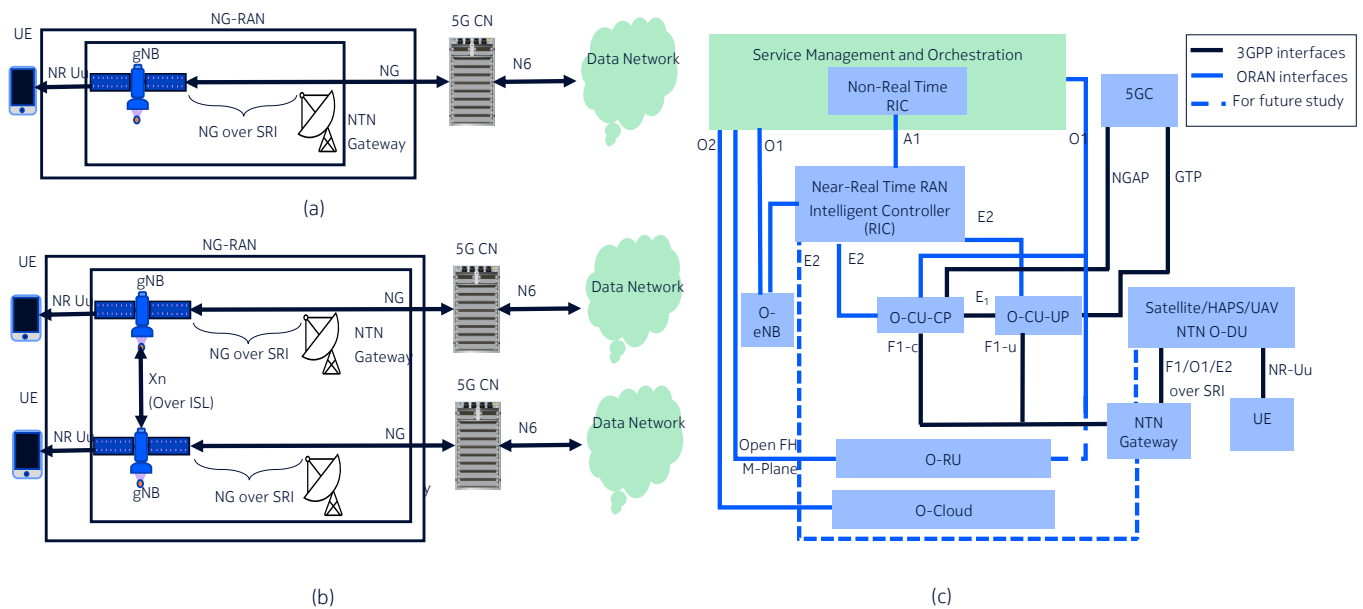 NG-RAN
UE
5G CN
gNB
NR Uu
NG
N6
Data Network
NG over SRI
NTN
Gateway
(a)
NG-RAN
UE
5G CN
gNB
NR Uu
NG
N6
Data Network
NG over SRI
NTN
Gateway
Xn
(Over ISL)
UE
5G CN
NR Uu
NG
N6
Data Network
gNB
NG over SRI
y
(b)
Service Management and Orchestration
Non-Real Time
RIC
3GPP interfaces
ORAN interfaces
For future study
5GC
O2
O1
A1
O1
NGAP
GTP
Near-Real Time RAN
Intelligent Controller
(RIC)
E2
E2
E2
O-
eNB
O-CU-CP
E1
O-CU-UP
Satellite/HAPS/UAV
NTN O-DU
F1-c
F1-u
F1/O1/E2
over SRI
NR-Uu
NTN
Gateway
UE
Open FH
M-Plane
O-RU
O-Cloud
(c)